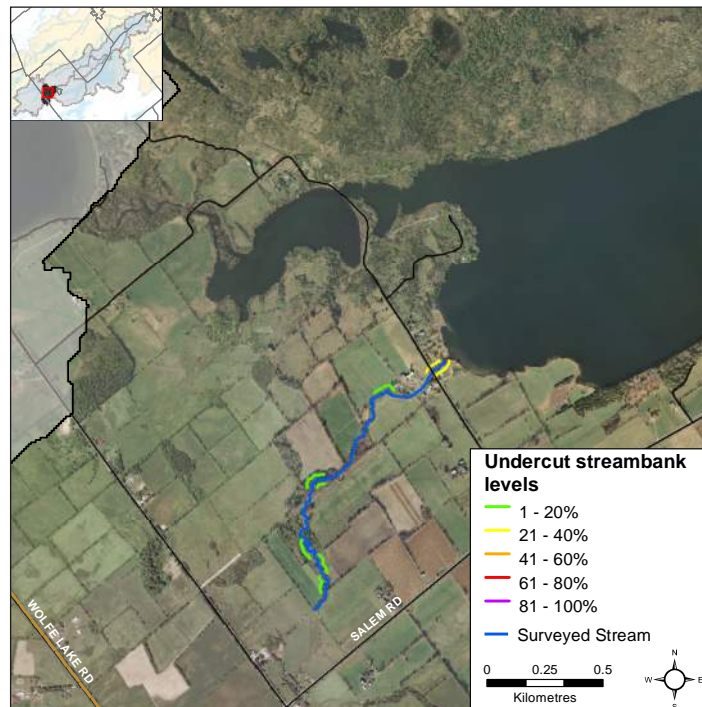 Undercut streambank
levels
1 - 20%
21 - 40%
41 - 60%
61 - 80%
81 - 100%
Surveyed Stream
0 0.25 0.5
Kilometres
N
W E
S
WOLFE LAKE RD
SALEM RD